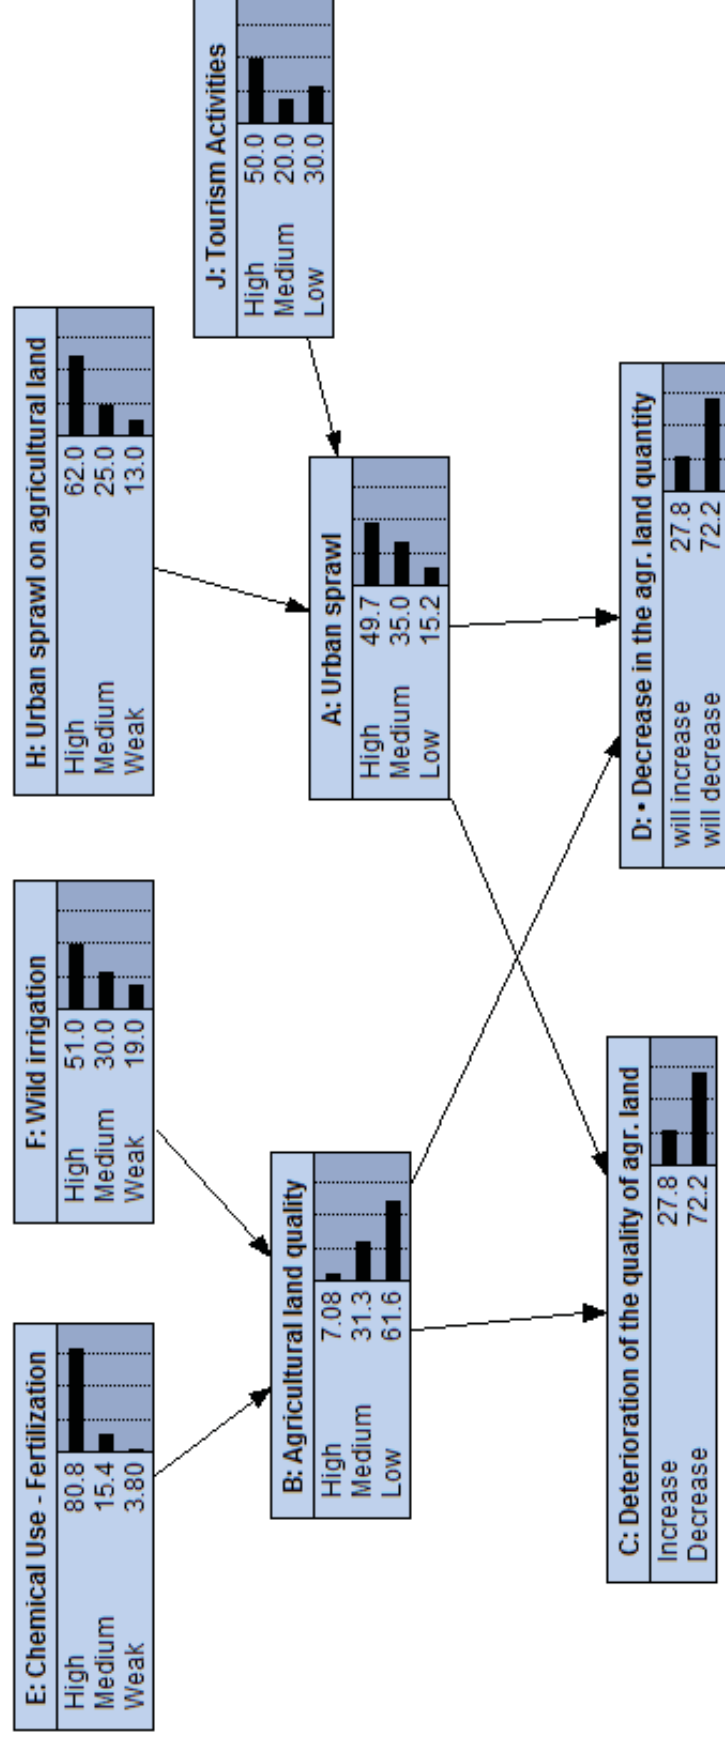 E: Chemical Use - Fertilization
High 80.8
Medium 15.4
Weak 3.80
F: Wild irrigation
High 51.0
Medium 30.0
Weak 19.0
H: Urban sprawl on agricultural land
High 62.0
Medium 25.0
Weak 13.0
J: Tourism Activities
High 50.0
Medium 20.0
Low 30.0
B: Agricultural land quality
High 7.08
Medium 31.3
Low 61.6
A: Urban sprawl
High 49.7
Medium 35.0
Low 15.2
C: Deterioration of the quality of agr. land
Increase 27.8
Decrease 72.2
D: • Decrease in the agr. land quantity
will increase 27.8
will decrease 72.2